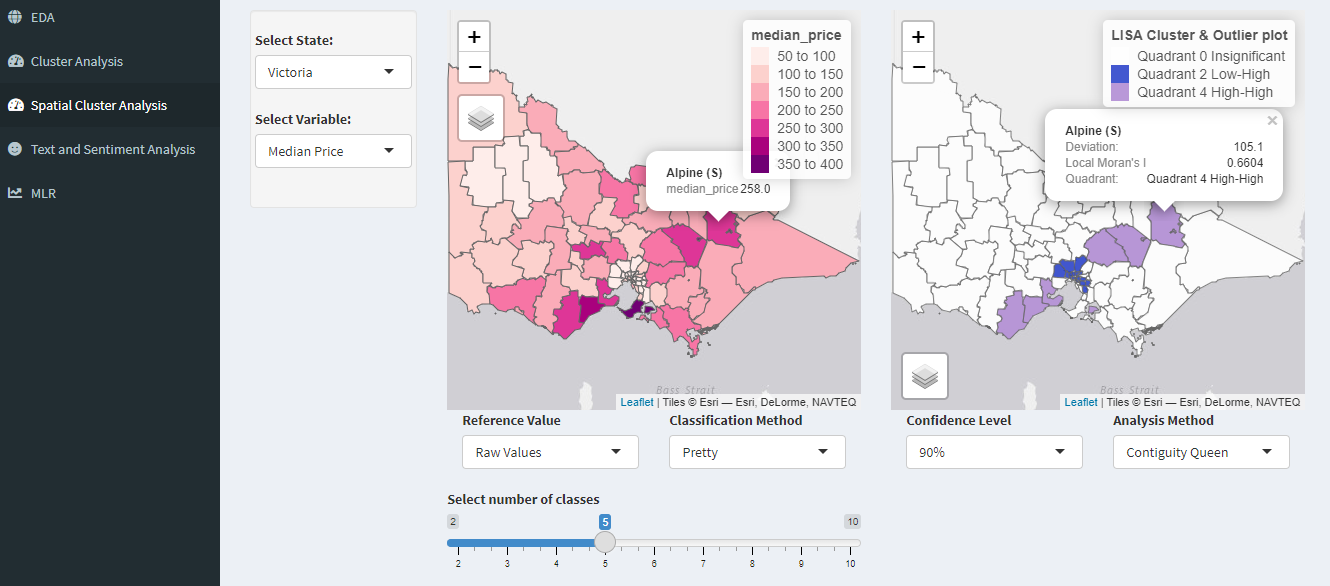 EDA
Cluster Analysis
Spatial Cluster Analysis
Text and Sentiment Analysis
MLR
Select State:
Victoria
Select Variable:
Median Price
+
−
median_price
50 to 100
100 to 150
150 to 200
200 to 250
250 to 300
300 to 350
350 to 400
Alpine (S)
median_price 258.0
Bass Strait
Leaflet | Tiles © Esri — Esri, DeLorme, NAVTEQ
Reference Value
Classification Method
Raw Values
Pretty
Select number of classes
2
5
10
2 3 4 5 6 7 8 9 10
+
−
LISA Cluster & Outlier plot
Quadrant 0 Insignificant
Quadrant 2 Low-High
Quadrant 4 High-High
×
Alpine (S)
Deviation: 105.1
Local Moran's I 0.6604
Quadrant: Quadrant 4 High-High
Bass Strait
Leaflet | Tiles © Esri — Esri, DeLorme, NAVTEQ
Confidence Level
Analysis Method
90%
Contiguity Queen